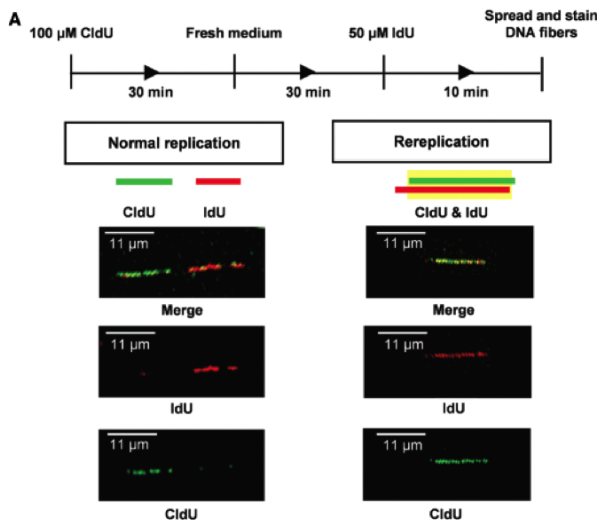 A
100 µM CldU
Fresh medium
50 µM IdU
Spread and stain
DNA fibers
30 min
30 min
10 min
Normal replication
Rereplication
CldU
IdU
CldU & IdU
11 µm
11 µm
Merge
Merge
11 µm
11 µm
IdU
IdU
11 µm
11 µm
CldU
CldU